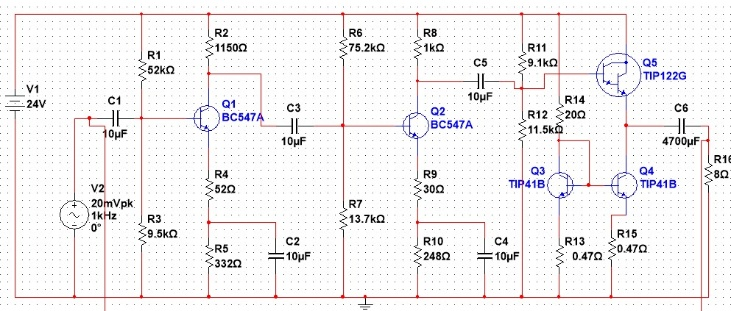 V1
24V
R1
52kΩ
R2
1150Ω
R6
75.2kΩ
R8
1kΩ
R11
9.1kΩ
Q5
TIP122G
C5
10µF
C1
10µF
Q1
BC547A
C3
10µF
Q2
BC547A
R12
11.5kΩ
R14
20Ω
C6
4700µF
V2
20mVpk
1kHz
0°
R4
52Ω
R9
30Ω
Q3
TIP41B
Q4
TIP41B
R16
8Ω
R3
9.5kΩ
R5
332Ω
C2
10µF
R7
13.7kΩ
R10
248Ω
C4
10µF
R13
0.47Ω
R15
0.47Ω